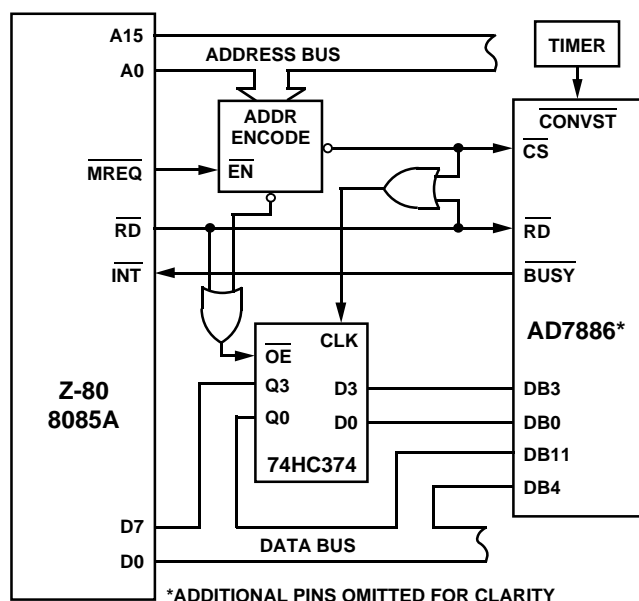 A15
ADDRESS BUS
A0
TIMER
ADDR
ENCODE
CONVST
CS
MREQ
EN
RD
RD
INT
BUSY
CLK
OE
AD7886*
Z-80
8085A
Q3
D3
DB3
Q0
D0
DB0
74HC374
DB11
DB4
D7
D0
DATA BUS
*ADDITIONAL PINS OMITTED FOR CLARITY